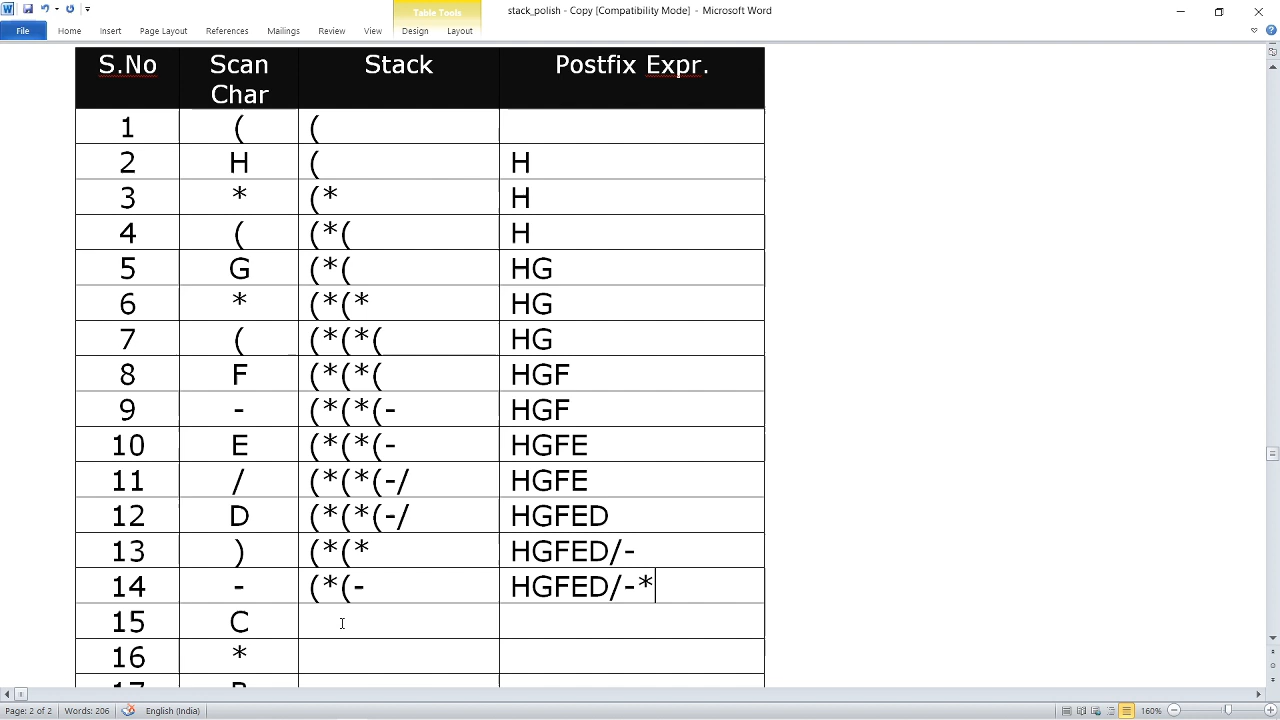 Table Tools
stack_polish - Copy [Compatibility Mode] - Microsoft Word
File Home Insert Page Layout References Mailings Review View Design Layout
S.No Scan Char Stack Postfix Expr.
1 ( (
2 H ( H
3 * (* H
4 ( (*( H
5 G (*( HG
6 * (*(* HG
7 ( (*(*( HG
8 F (*(*( HGF
9 - (*(*(- HGF
10 E (*(*(- HGFE
11 / (*(*(-/ HGFE
12 D (*(*(-/ HGFED
13 ) (*(* HGFED/-
14 - (*(- HGFED/-*
15 C
16 *
Page: 2 of 2 Words: 206 English (India) 160%